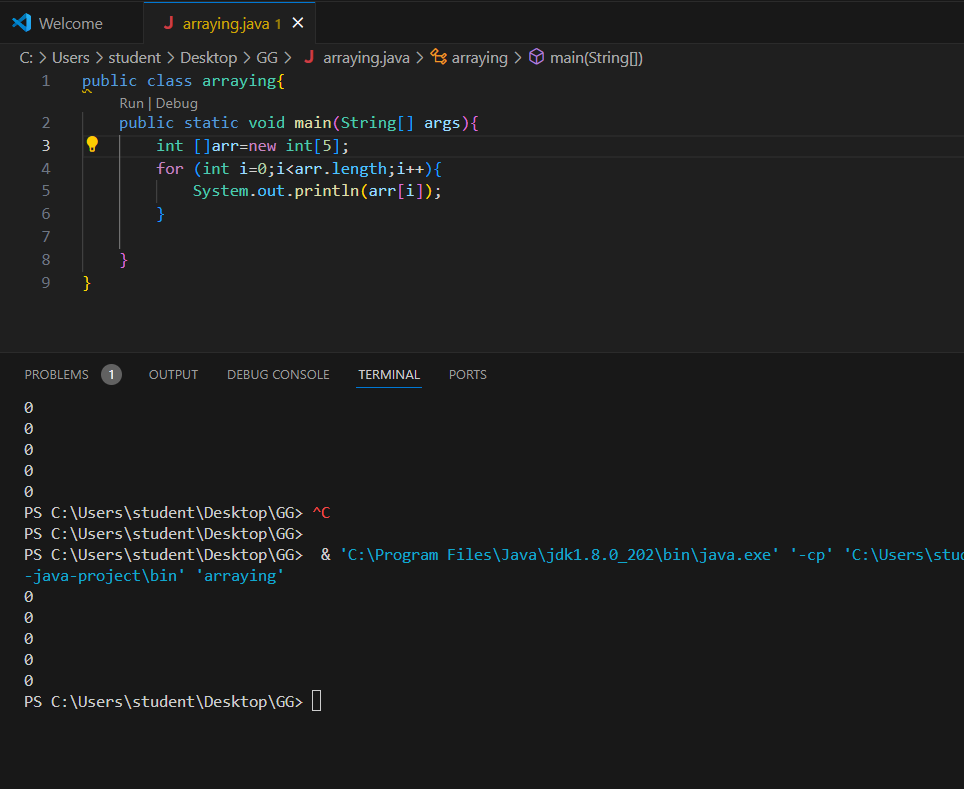 Welcome
J arraying.java 1 ×
C: > Users > student > Desktop > GG > J arraying.java > arraying > main(String[])
1 public class arraying{
Run | Debug
2 public static void main(String[] args){
3 int []arr=new int[5];
4 for (int i=0;i<arr.length;i++){
5 System.out.println(arr[i]);
6 }
7
8 }
9 }
PROBLEMS 1 OUTPUT DEBUG CONSOLE TERMINAL PORTS
0
0
0
0
0
PS C:\Users\student\Desktop\GG> ^C
PS C:\Users\student\Desktop\GG>
PS C:\Users\student\Desktop\GG> & 'C:\Program Files\Java\jdk1.8.0_202\bin\java.exe' '-cp' 'C:\Users\stud
-java-project\bin' 'arraying'
0
0
0
0
0
PS C:\Users\student\Desktop\GG>